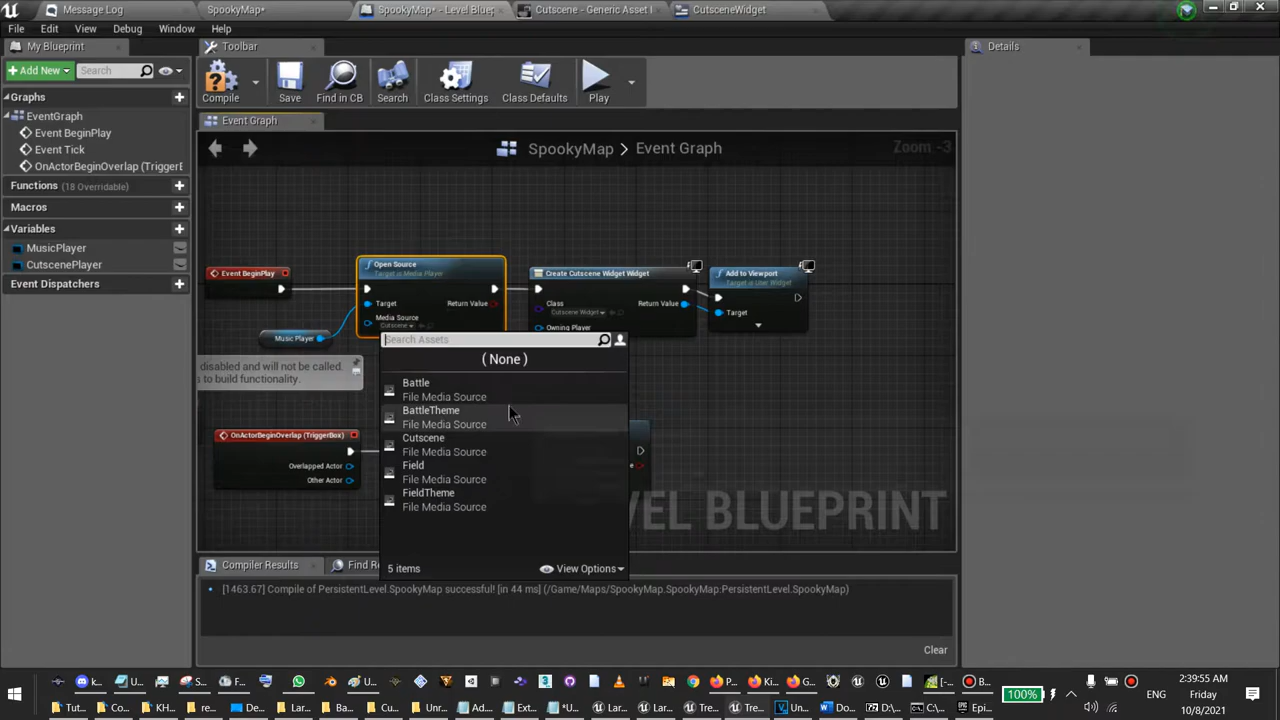 Message Log
SpookyMap*
SpookyMap* - Level Bluep
Cutscene - Generic Asset
CutsceneWidget
File Edit View Debug Window Help
My Blueprint
Toolbar
Details
Add New
Search
Compile
Save
Find in CB
Search
Class Settings
Class Defaults
Play
Graphs
EventGraph
Event BeginPlay
Event Tick
OnActorBeginOverlap (TriggerE
Functions (18 Overridable)
Macros
Variables
MusicPlayer
CutscenePlayer
Event Dispatchers
Event Graph
SpookyMap > Event Graph
Zoom -3
Event BeginPlay
Open Source
Target is Media Player
Target
Return Value
Media Source
Cutscene
Music Player
Create Cutscene Widget Widget
Class
Cutscene Widget
Return Value
Owning Player
Add to Viewport
Target is User Widget
Target
disabled and will not be called.
s to build functionality.
OnActorBeginOverlap (TriggerBox)
Overlapped Actor
Other Actor
Search Assets
( None )
Battle
File Media Source
BattleTheme
File Media Source
Cutscene
File Media Source
Field
File Media Source
FieldTheme
File Media Source
5 items
View Options
VEL BLUEPRINT
Compiler Results
Find Re
[1463.67] Compile of PersistentLevel.SpookyMap successful! [in 44 ms] (/Game/Maps/SpookyMap.SpookyMap:PersistentLevel.SpookyMap)
Clear
100%
ENG
2:39:55 AM
Friday
10/8/2021